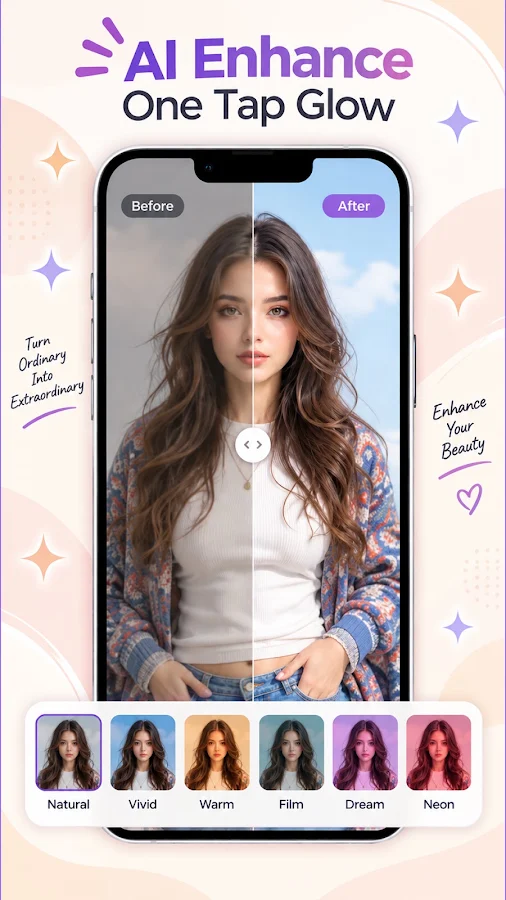 AI Enhance
One Tap Glow
Before
After
Turn
Ordinary
Into
Extraordinary
Enhance
Your
Beauty
Natural
Vivid
Warm
Film
Dream
Neon